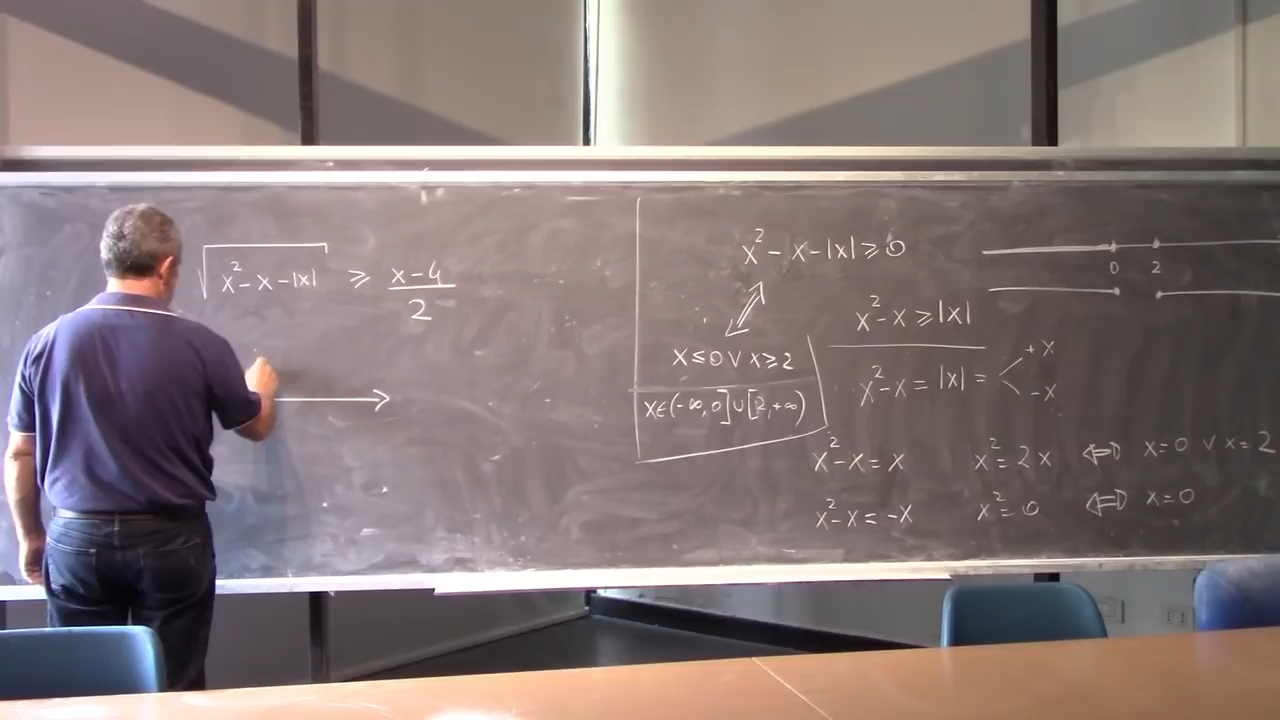 √(x² - x - |x|) ≥ (x - 4)/2
x² - x - |x| ≥ 0
0 2
x² - x ≥ |x|
x ≤ 0 ∨ x ≥ 2
x² - x = |x| = < +x
-x
x ∈ (-∞, 0] ∪ [2, +∞)
x² - x = x x² = 2x ⇔ x = 0 ∨ x = 2
x² - x = -x x² = 0 ⇔ x = 0